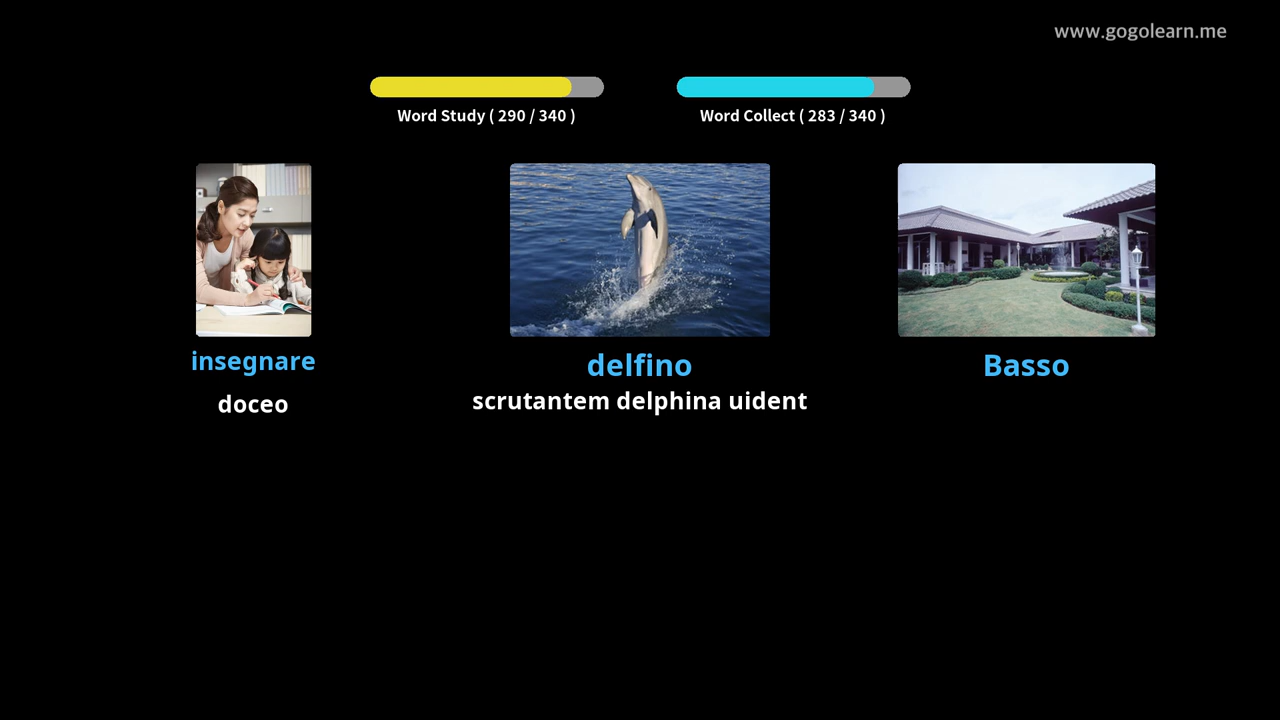 www.gogolearn.me
Word Study ( 290 / 340 )
Word Collect ( 283 / 340 )
insegnare
doceo
delfino
scrutantem delphina uident
Basso